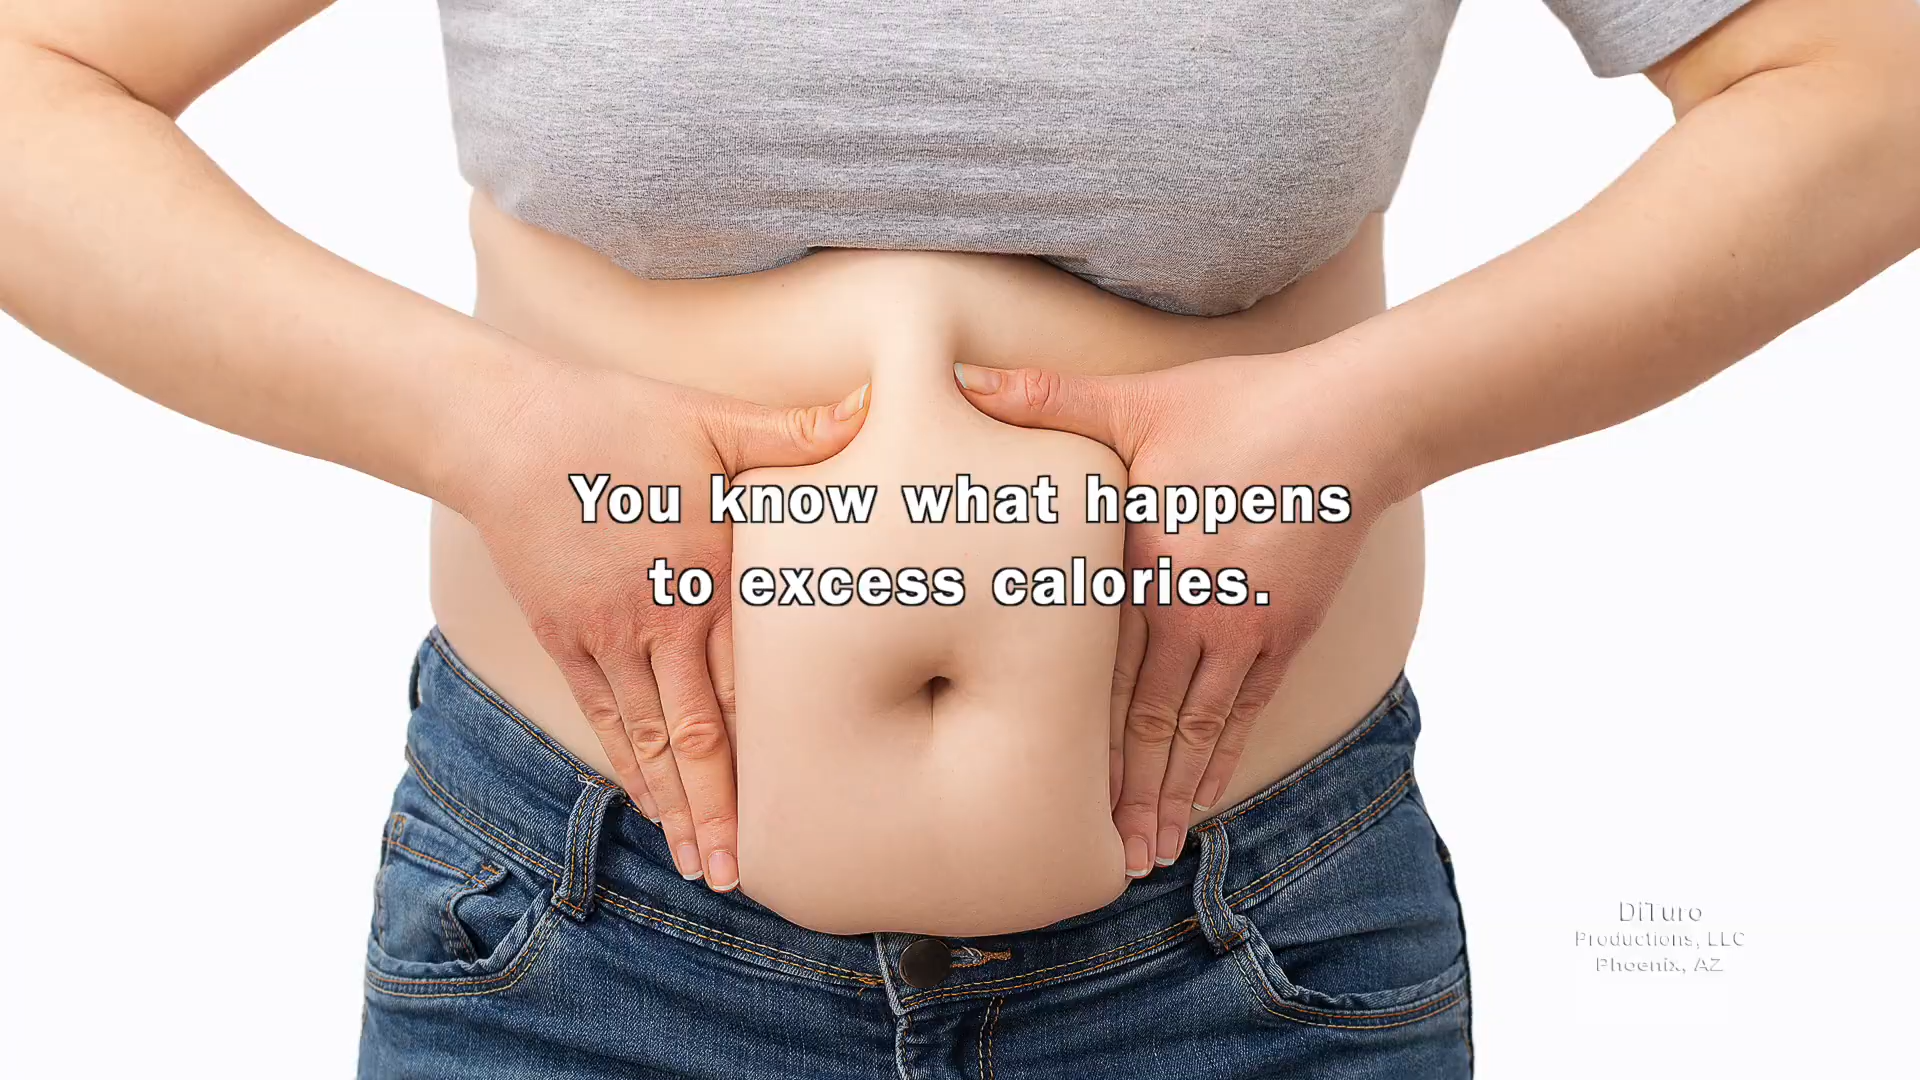 You know what happens
to excess calories.
DiTuro
Productions, LLC
Phoenix, AZ